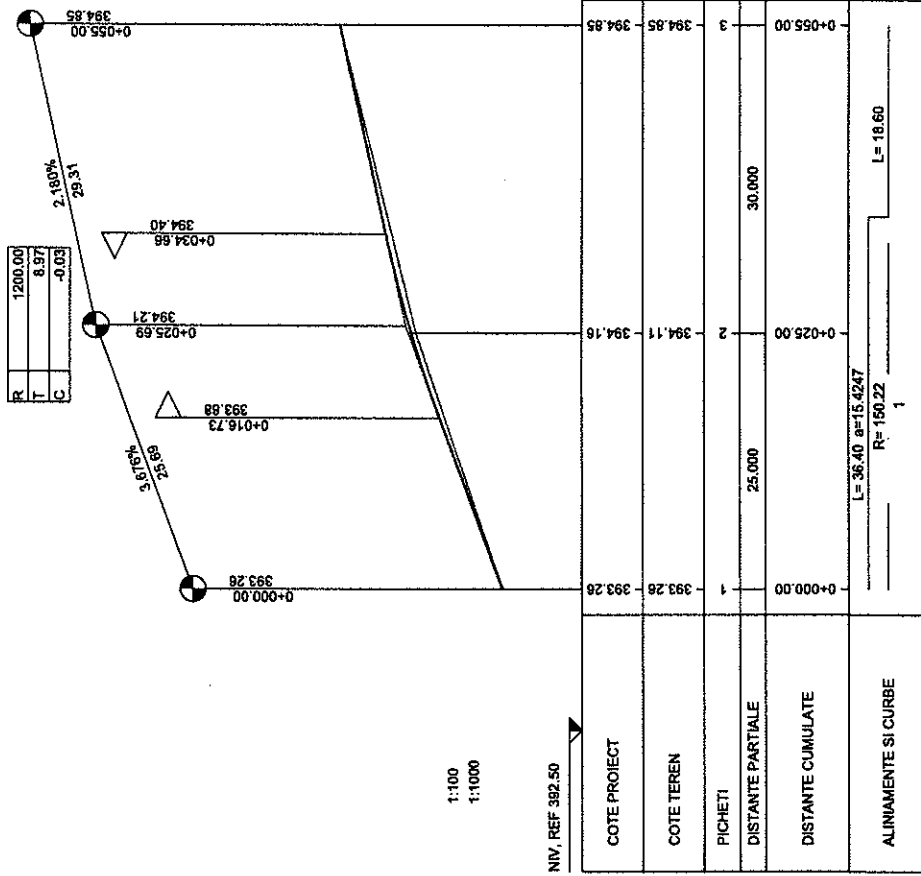 R 1200.00
T 8.97
C -0.03
3.676%
25.69
2.180%
29.31
0+000.00
393.26
0+016.73
393.88
0+025.69
394.21
0+034.66
394.40
0+055.00
394.85
1:100
1:1000
NIV, REF 392.50
COTE PROIECT 393.26 394.16 394.85
COTE TEREN 393.26 394.11 394.85
PICHETI 1 2 3
DISTANTE PARTIALE 25.000 30.000
DISTANTE CUMULATE 0+000.00 0+025.00 0+055.00
ALINIAMENTE SI CURBE
L= 36.40 a=15.4247
R= 150.22
1
L= 18.60